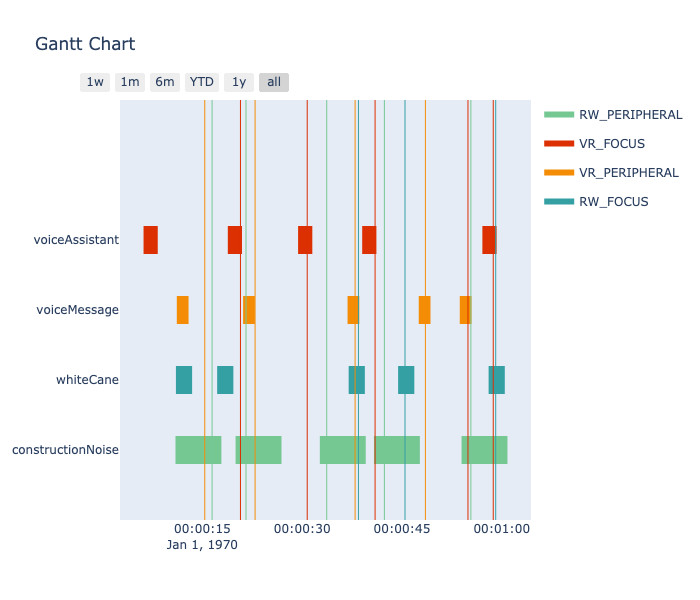 Gantt Chart
1w 1m 6m YTD 1y all
RW_PERIPHERAL
VR_FOCUS
VR_PERIPHERAL
RW_FOCUS
voiceAssistant
voiceMessage
whiteCane
constructionNoise
00:00:15 00:00:30 00:00:45 00:01:00
Jan 1, 1970